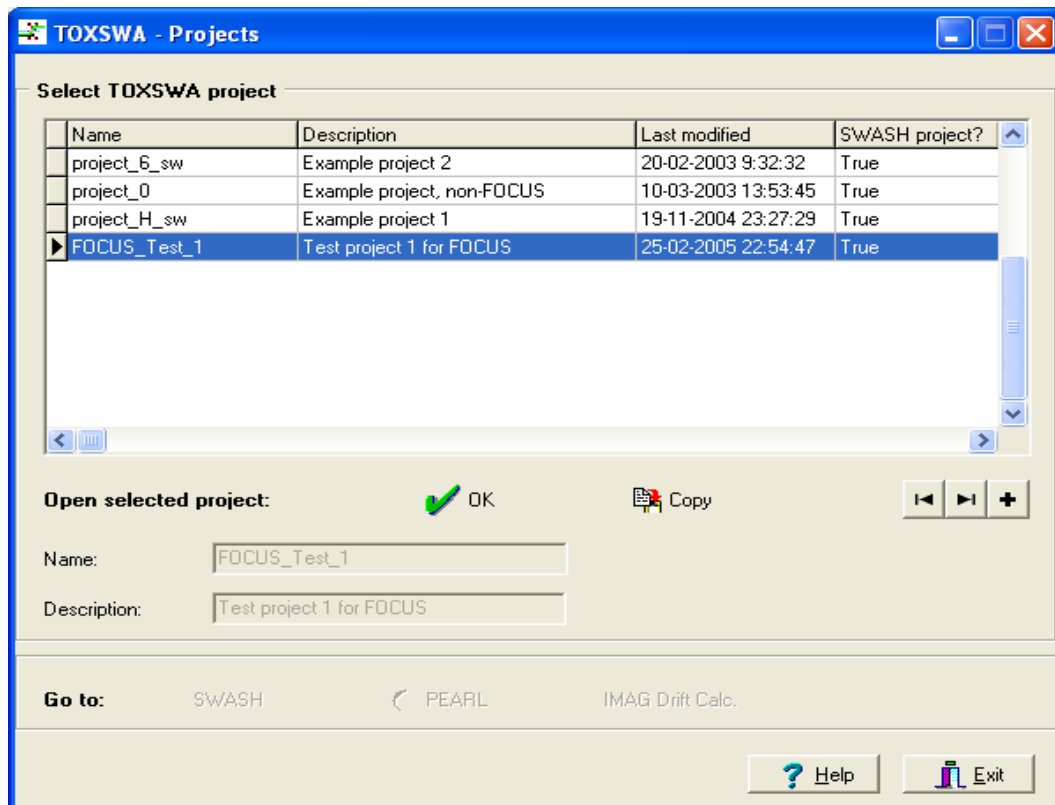 TOXSWA - Projects
Select TOXSWA project
Name Description Last modified SWASH project?
project_6_sw Example project 2 20-02-2003 9:32:32 True
project_0 Example project, non-FOCUS 10-03-2003 13:53:45 True
project_H_sw Example project 1 19-11-2004 23:27:29 True
FOCUS_Test_1 Test project 1 for FOCUS 25-02-2005 22:54:47 True
Open selected project: OK Copy
Name: FOCUS_Test_1
Description: Test project 1 for FOCUS
Go to: SWASH PEARL IMAG Drift Calc.
Help Exit